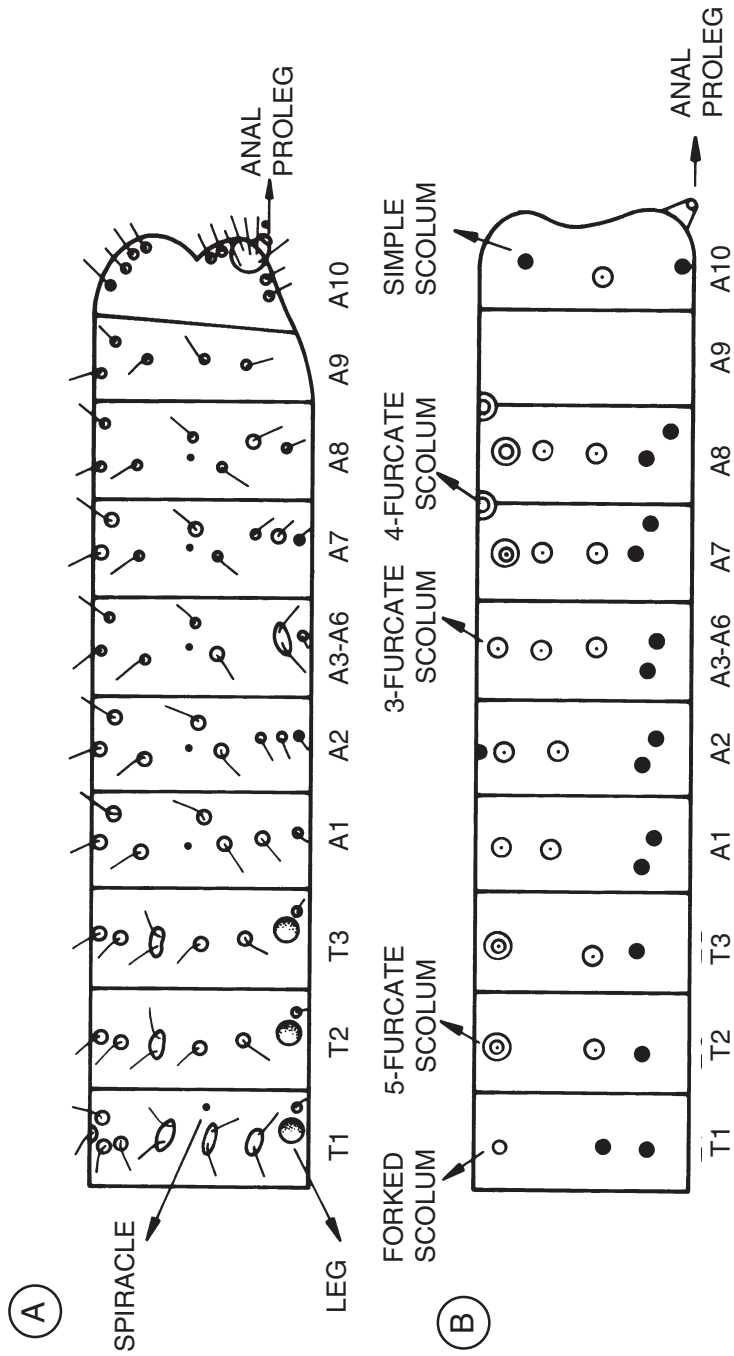 A
SPIRACLE
LEG
T1
T2
T3
A1
A2
A3-A6
A7
A8
A9
A10
ANAL
PROLEG
B
FORKED
SCOLUM
5-FURCATE
SCOLUM
3-FURCATE
SCOLUM
4-FURCATE
SCOLUM
SIMPLE
SCOLUM
T1
T2
T3
A1
A2
A3-A6
A7
A8
A9
A10
ANAL
PROLEG